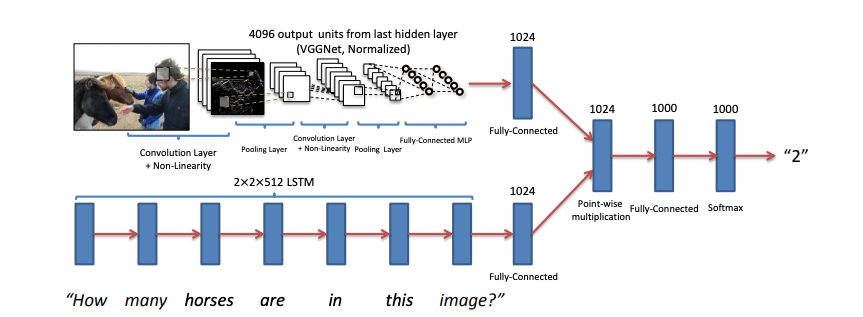 4096 output units from last hidden layer
(VGGNet, Normalized)
1024
Convolution Layer
+ Non-Linearity
Pooling Layer
Convolution Layer
+ Non-Linearity
Pooling Layer
Fully-Connected MLP
Fully-Connected
2×2×512 LSTM
1024
Fully-Connected
1024
Point-wise
multiplication
1000
Fully-Connected
1000
Softmax
“2”
“How many horses are in this image?”